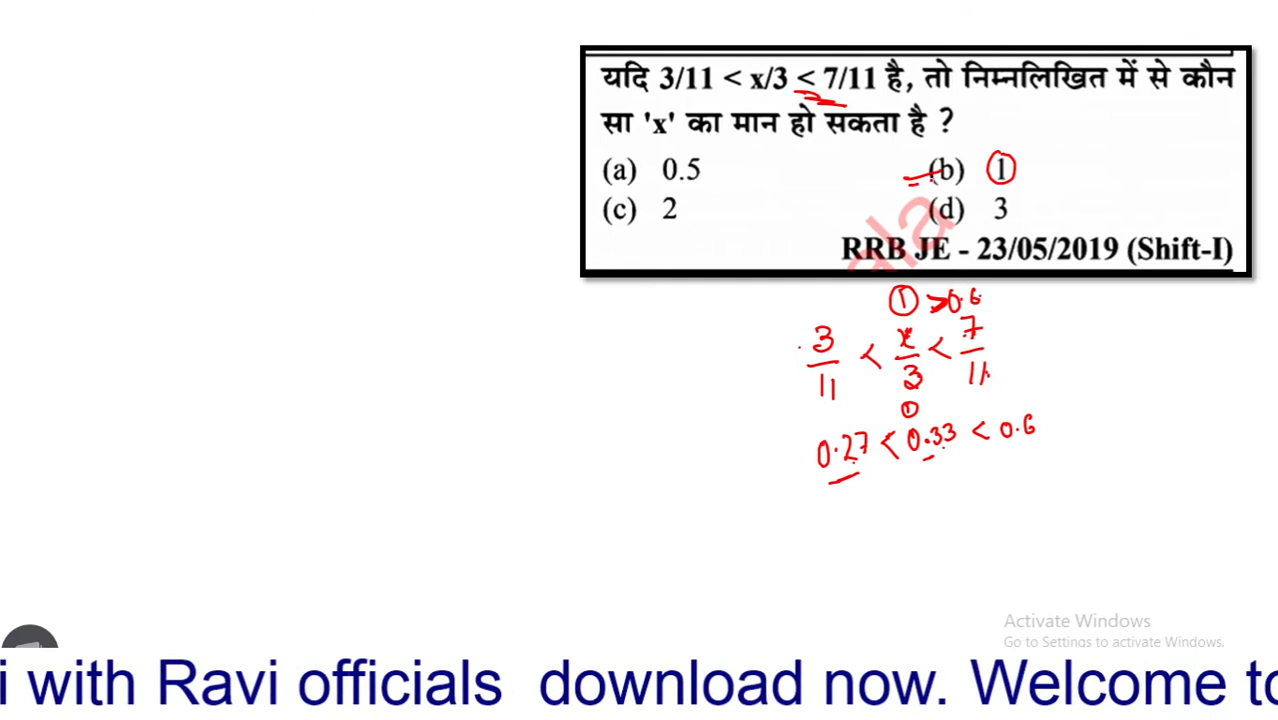 यदि 3/11 < x/3 < 7/11 है, तो निम्नलिखित में से कौन
सा 'x' का मान हो सकता है ?
(a) 0.5 (b) 1
(c) 2 (d) 3
RRB JE - 23/05/2019 (Shift-I)
1 > 0.6
3/11 < x/3 < 7/11
0.27 < 0.33 < 0.6
Activate Windows
Go to Settings to activate Windows.
i with Ravi officials download now. Welcome to